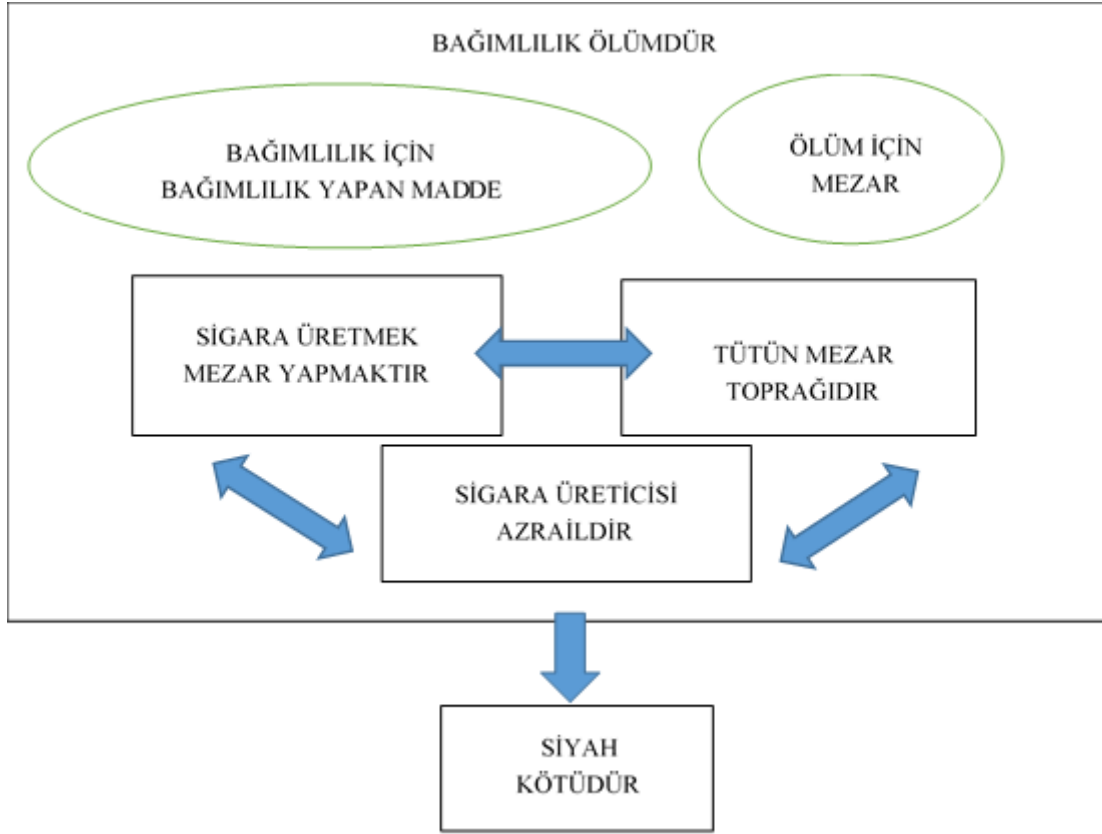 BAĞIMLILIK ÖLÜMDÜR
BAĞIMLILIK İÇİN
BAĞIMLILIK YAPAN MADDE
ÖLÜM İÇİN
MEZAR
SİGARA ÜRETMEK
MEZAR YAPMAKTIR
TÜTÜN MEZAR
TOPRAĞIDIR
SİGARA ÜRETİCİSİ
AZRAİLDİR
SİYAH
KÖTÜDÜR